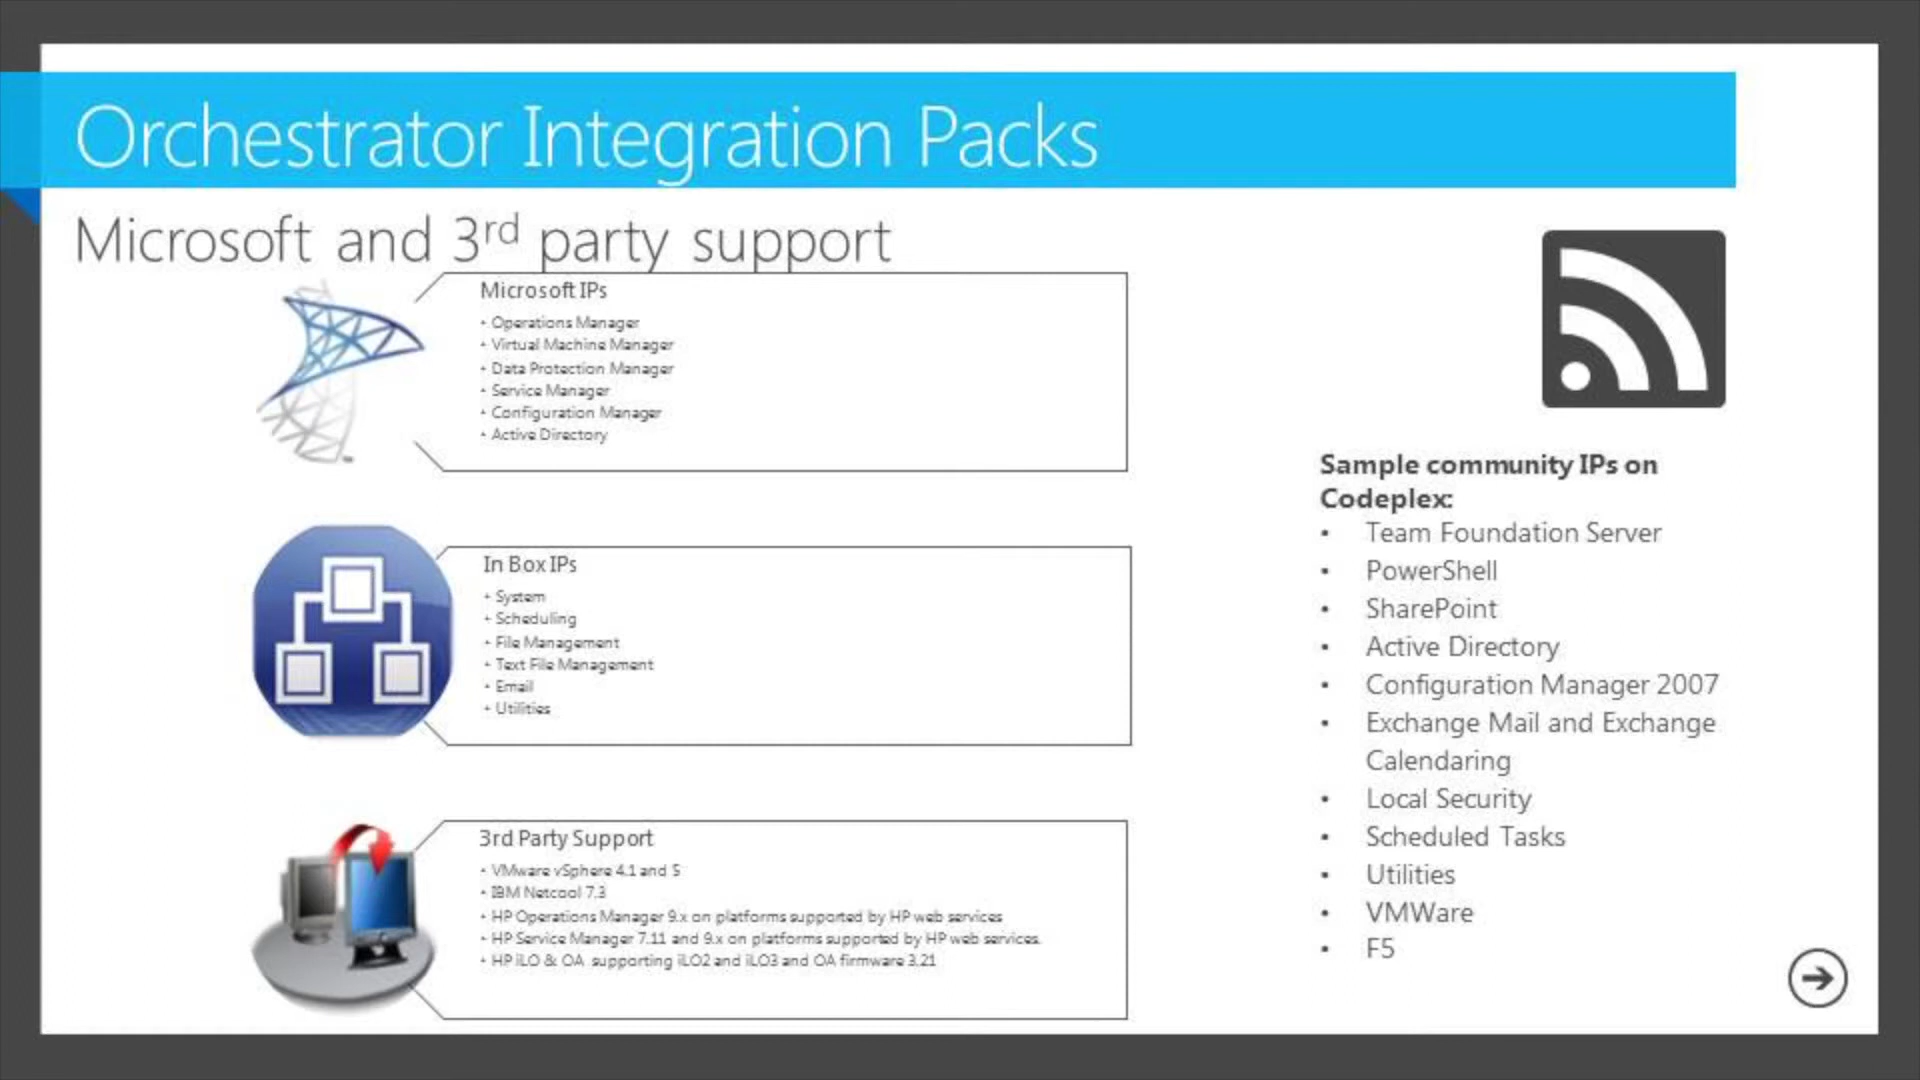 Orchestrator Integration Packs
Microsoft and 3rd party support
Microsoft IPs
• Operations Manager
• Virtual Machine Manager
• Data Protection Manager
• Service Manager
• Configuration Manager
• Active Directory
In Box IPs
• System
• Scheduling
• File Management
• Text File Management
• Email
• Utilities
3rd Party Support
• VMware vSphere 4.1 and 5
• IBM Netcool 7.3
• HP Operations Manager 9.x on platforms supported by HP web services
• HP Service Manager 7.11 and 9.x on platforms supported by HP web services.
• HP iLO & OA supporting iLO2 and iLO3 and OA firmware 3.21
Sample community IPs on
Codeplex:
• Team Foundation Server
• PowerShell
• SharePoint
• Active Directory
• Configuration Manager 2007
• Exchange Mail and Exchange
Calendaring
• Local Security
• Scheduled Tasks
• Utilities
• VMWare
• F5